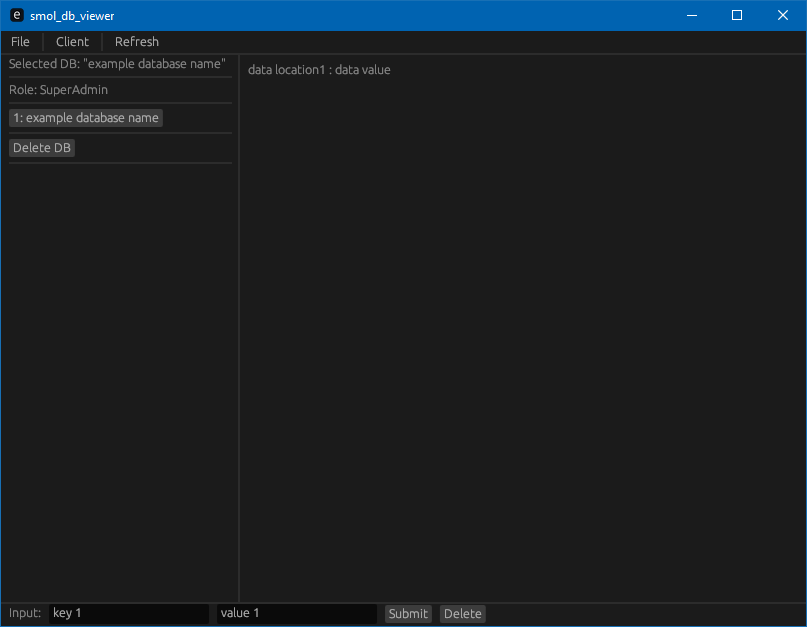 e smol_db_viewer
File Client Refresh
Selected DB: "example database name"
Role: SuperAdmin
1: example database name
Delete DB
data location1 : data value
Input: key 1 value 1 Submit Delete